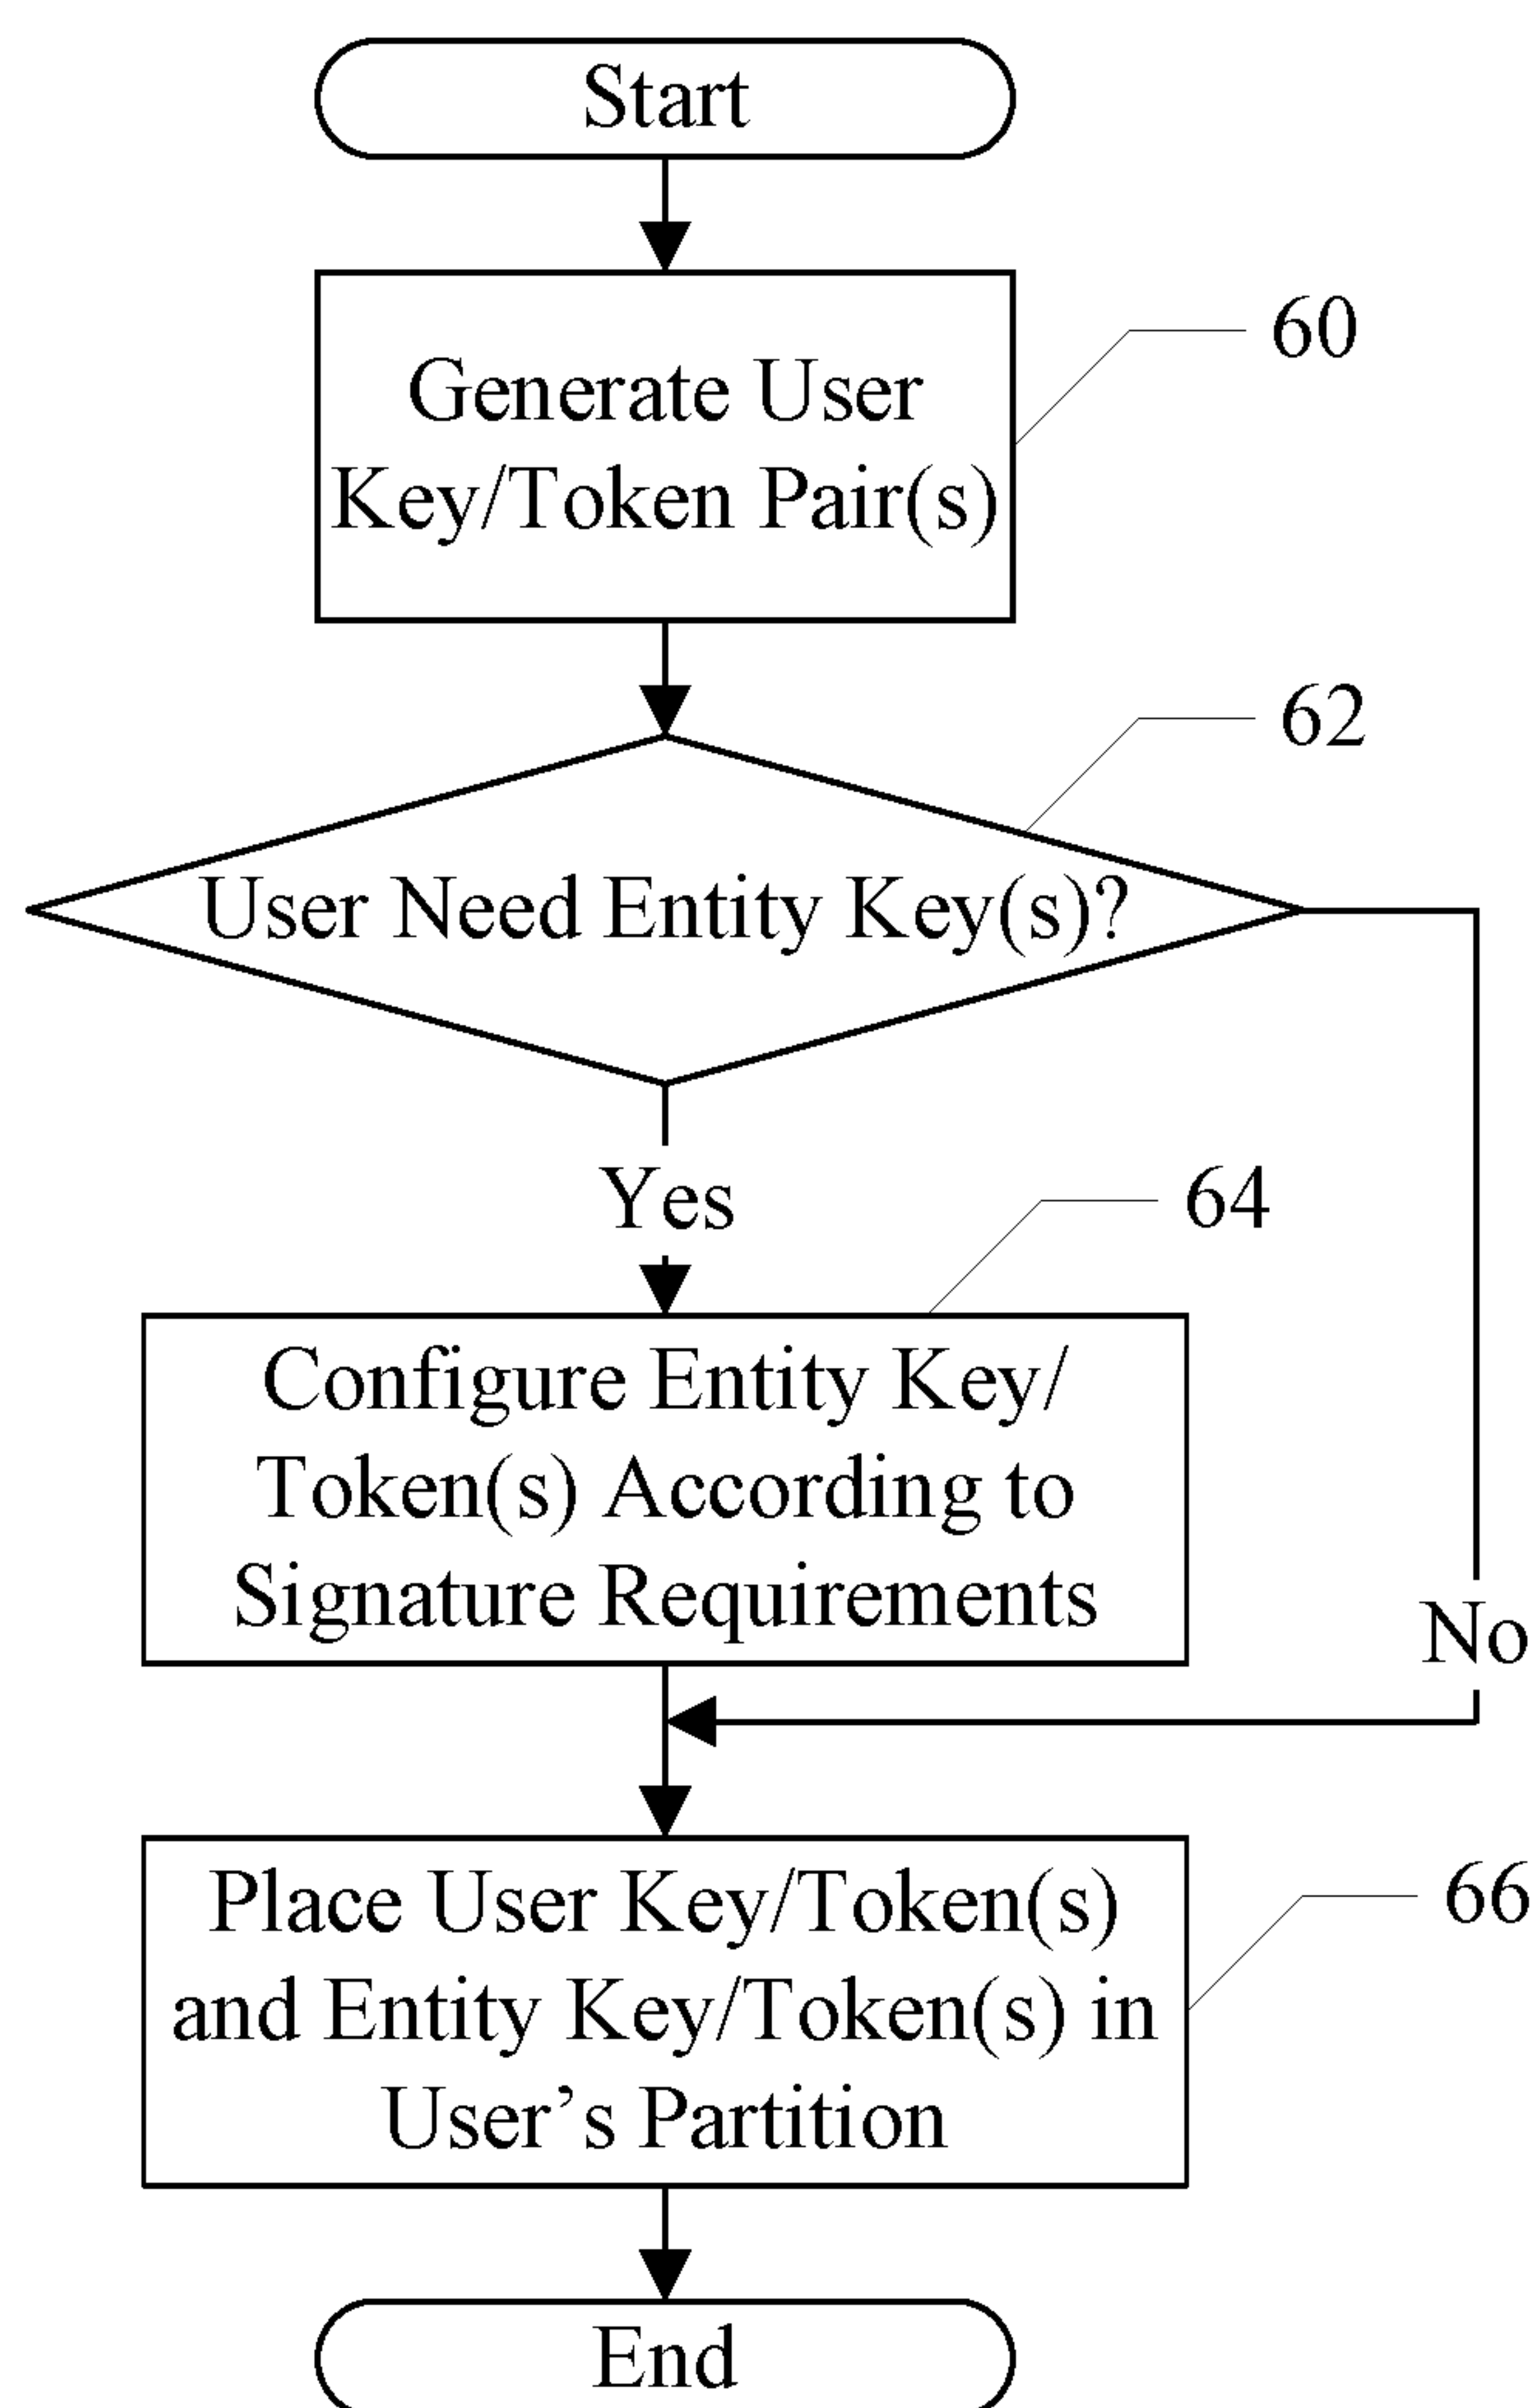 Start
60
Generate User
Key/Token Pair(s)
62
User Need Entity Key(s)?
Yes
64
Configure Entity Key/
Token(s) According to
Signature Requirements
No
Place User Key/Token(s)
66
and Entity Key/Token(s) in
User’s Partition
End